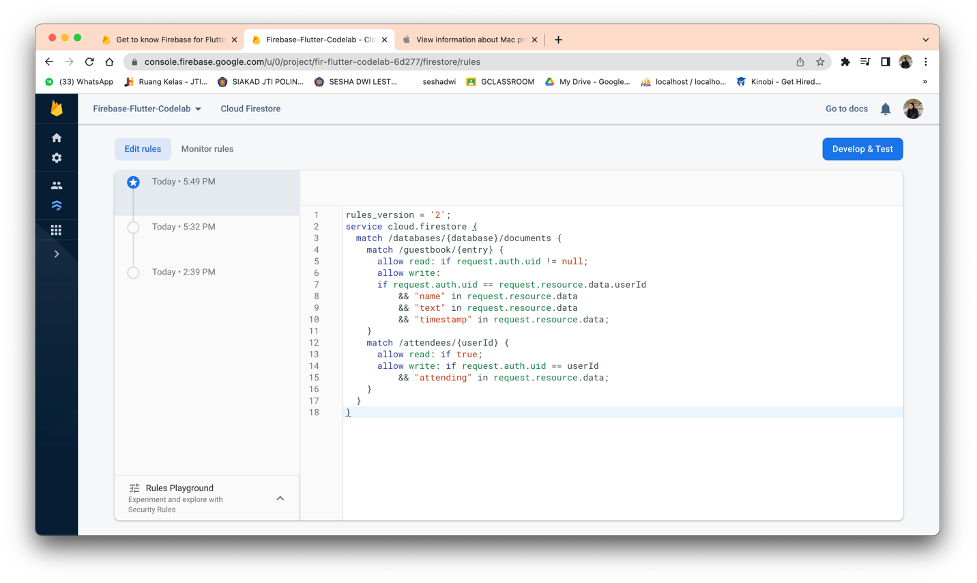 Get to know Firebase for Flutte
Firebase-Flutter-Codelab – Clo
View information about Mac pr
console.firebase.google.com/u/0/project/fir-flutter-codelab-6d277/firestore/rules
(33) WhatsApp
Ruang Kelas - JTI...
SIAKAD JTI POLIN...
SESHA DWI LEST...
seshadwi
GCLASSROOM
My Drive - Google...
localhost / localho...
Kinobi - Get Hired...
»
Firebase-Flutter-Codelab
Cloud Firestore
Go to docs
Edit rules
Monitor rules
Develop & Test
Today • 5:49 PM
Today • 5:32 PM
Today • 2:39 PM
1 rules_version = '2';
2 service cloud.firestore {
3 match /databases/{database}/documents {
4 match /guestbook/{entry} {
5 allow read: if request.auth.uid != null;
6 allow write:
7 if request.auth.uid == request.resource.data.userId
8 && "name" in request.resource.data
9 && "text" in request.resource.data
10 && "timestamp" in request.resource.data;
11 }
12 match /attendees/{userId} {
13 allow read: if true;
14 allow write: if request.auth.uid == userId
15 && "attending" in request.resource.data;
16 }
17 }
18 }
Rules Playground
Experiment and explore with
Security Rules